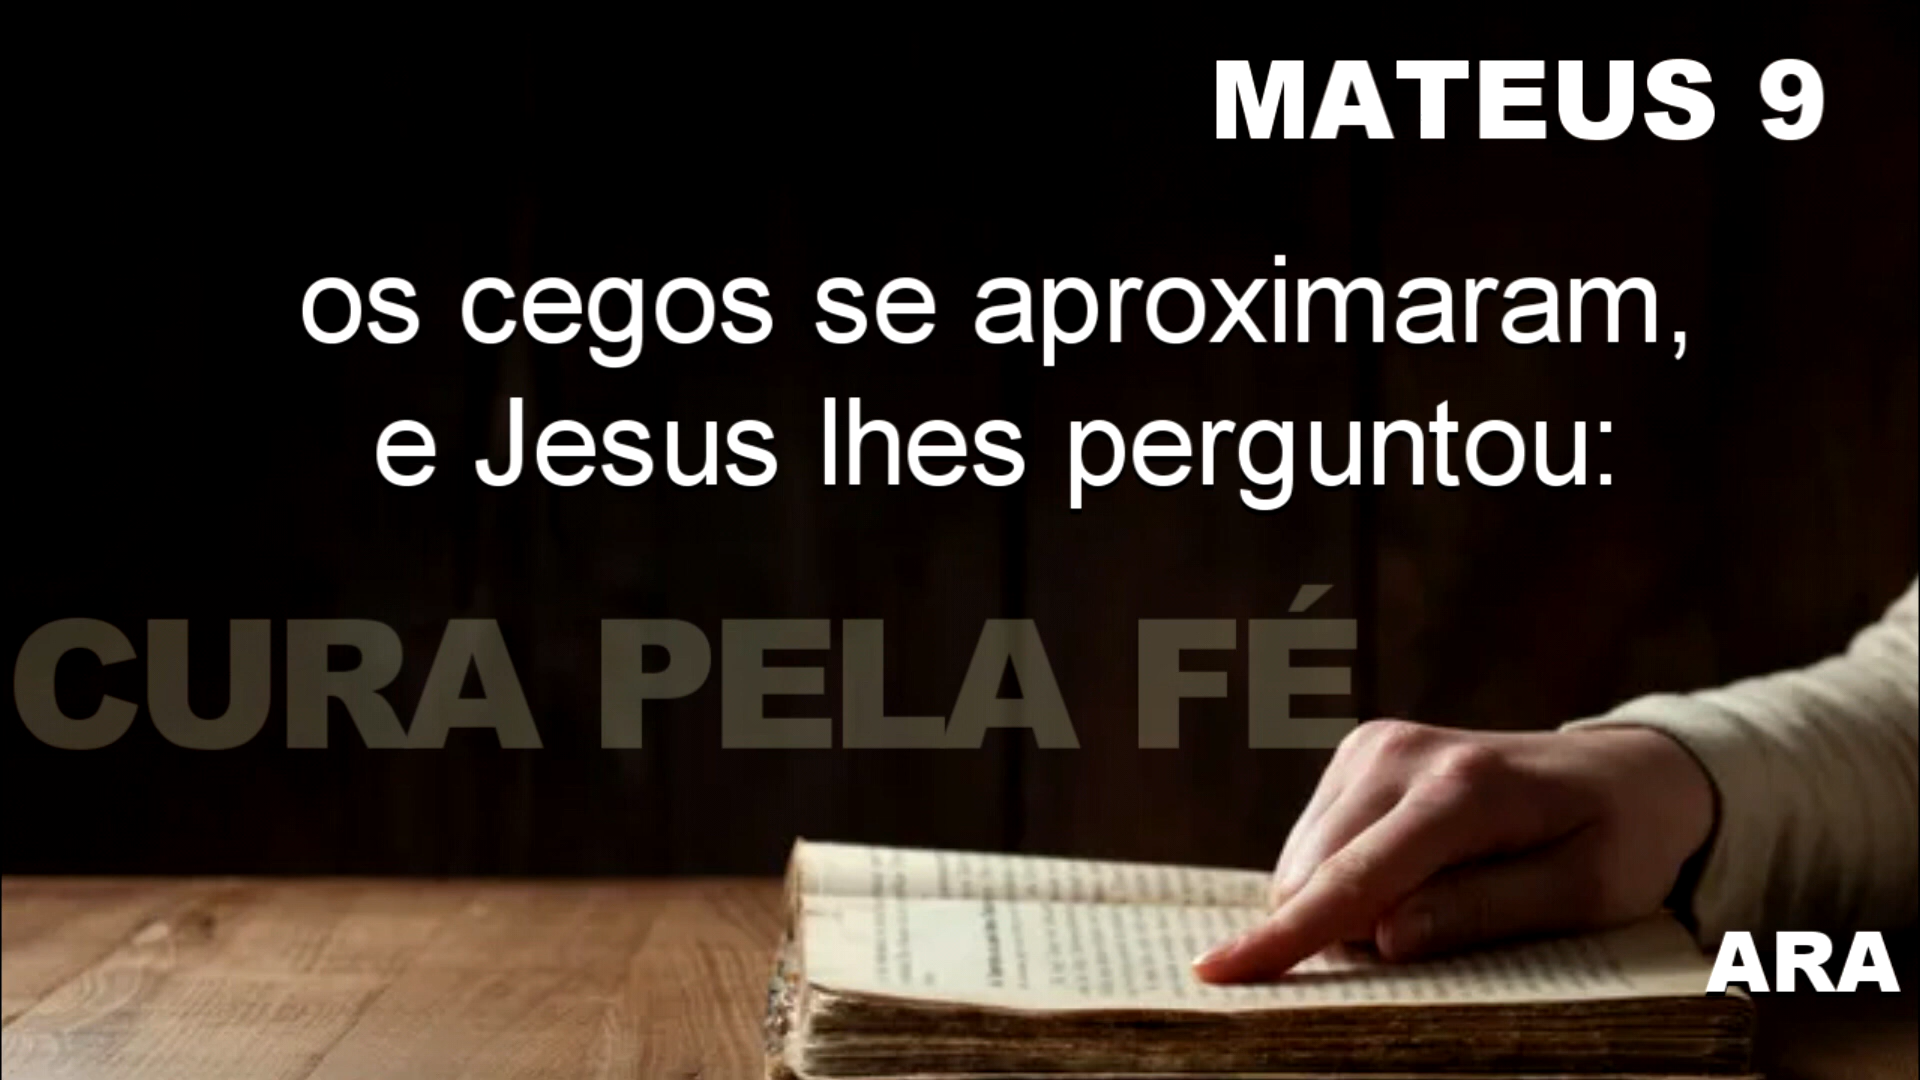 MATEUS 9
os cegos se aproximaram,
e Jesus lhes perguntou:
CURA PELA FÉ
ARA